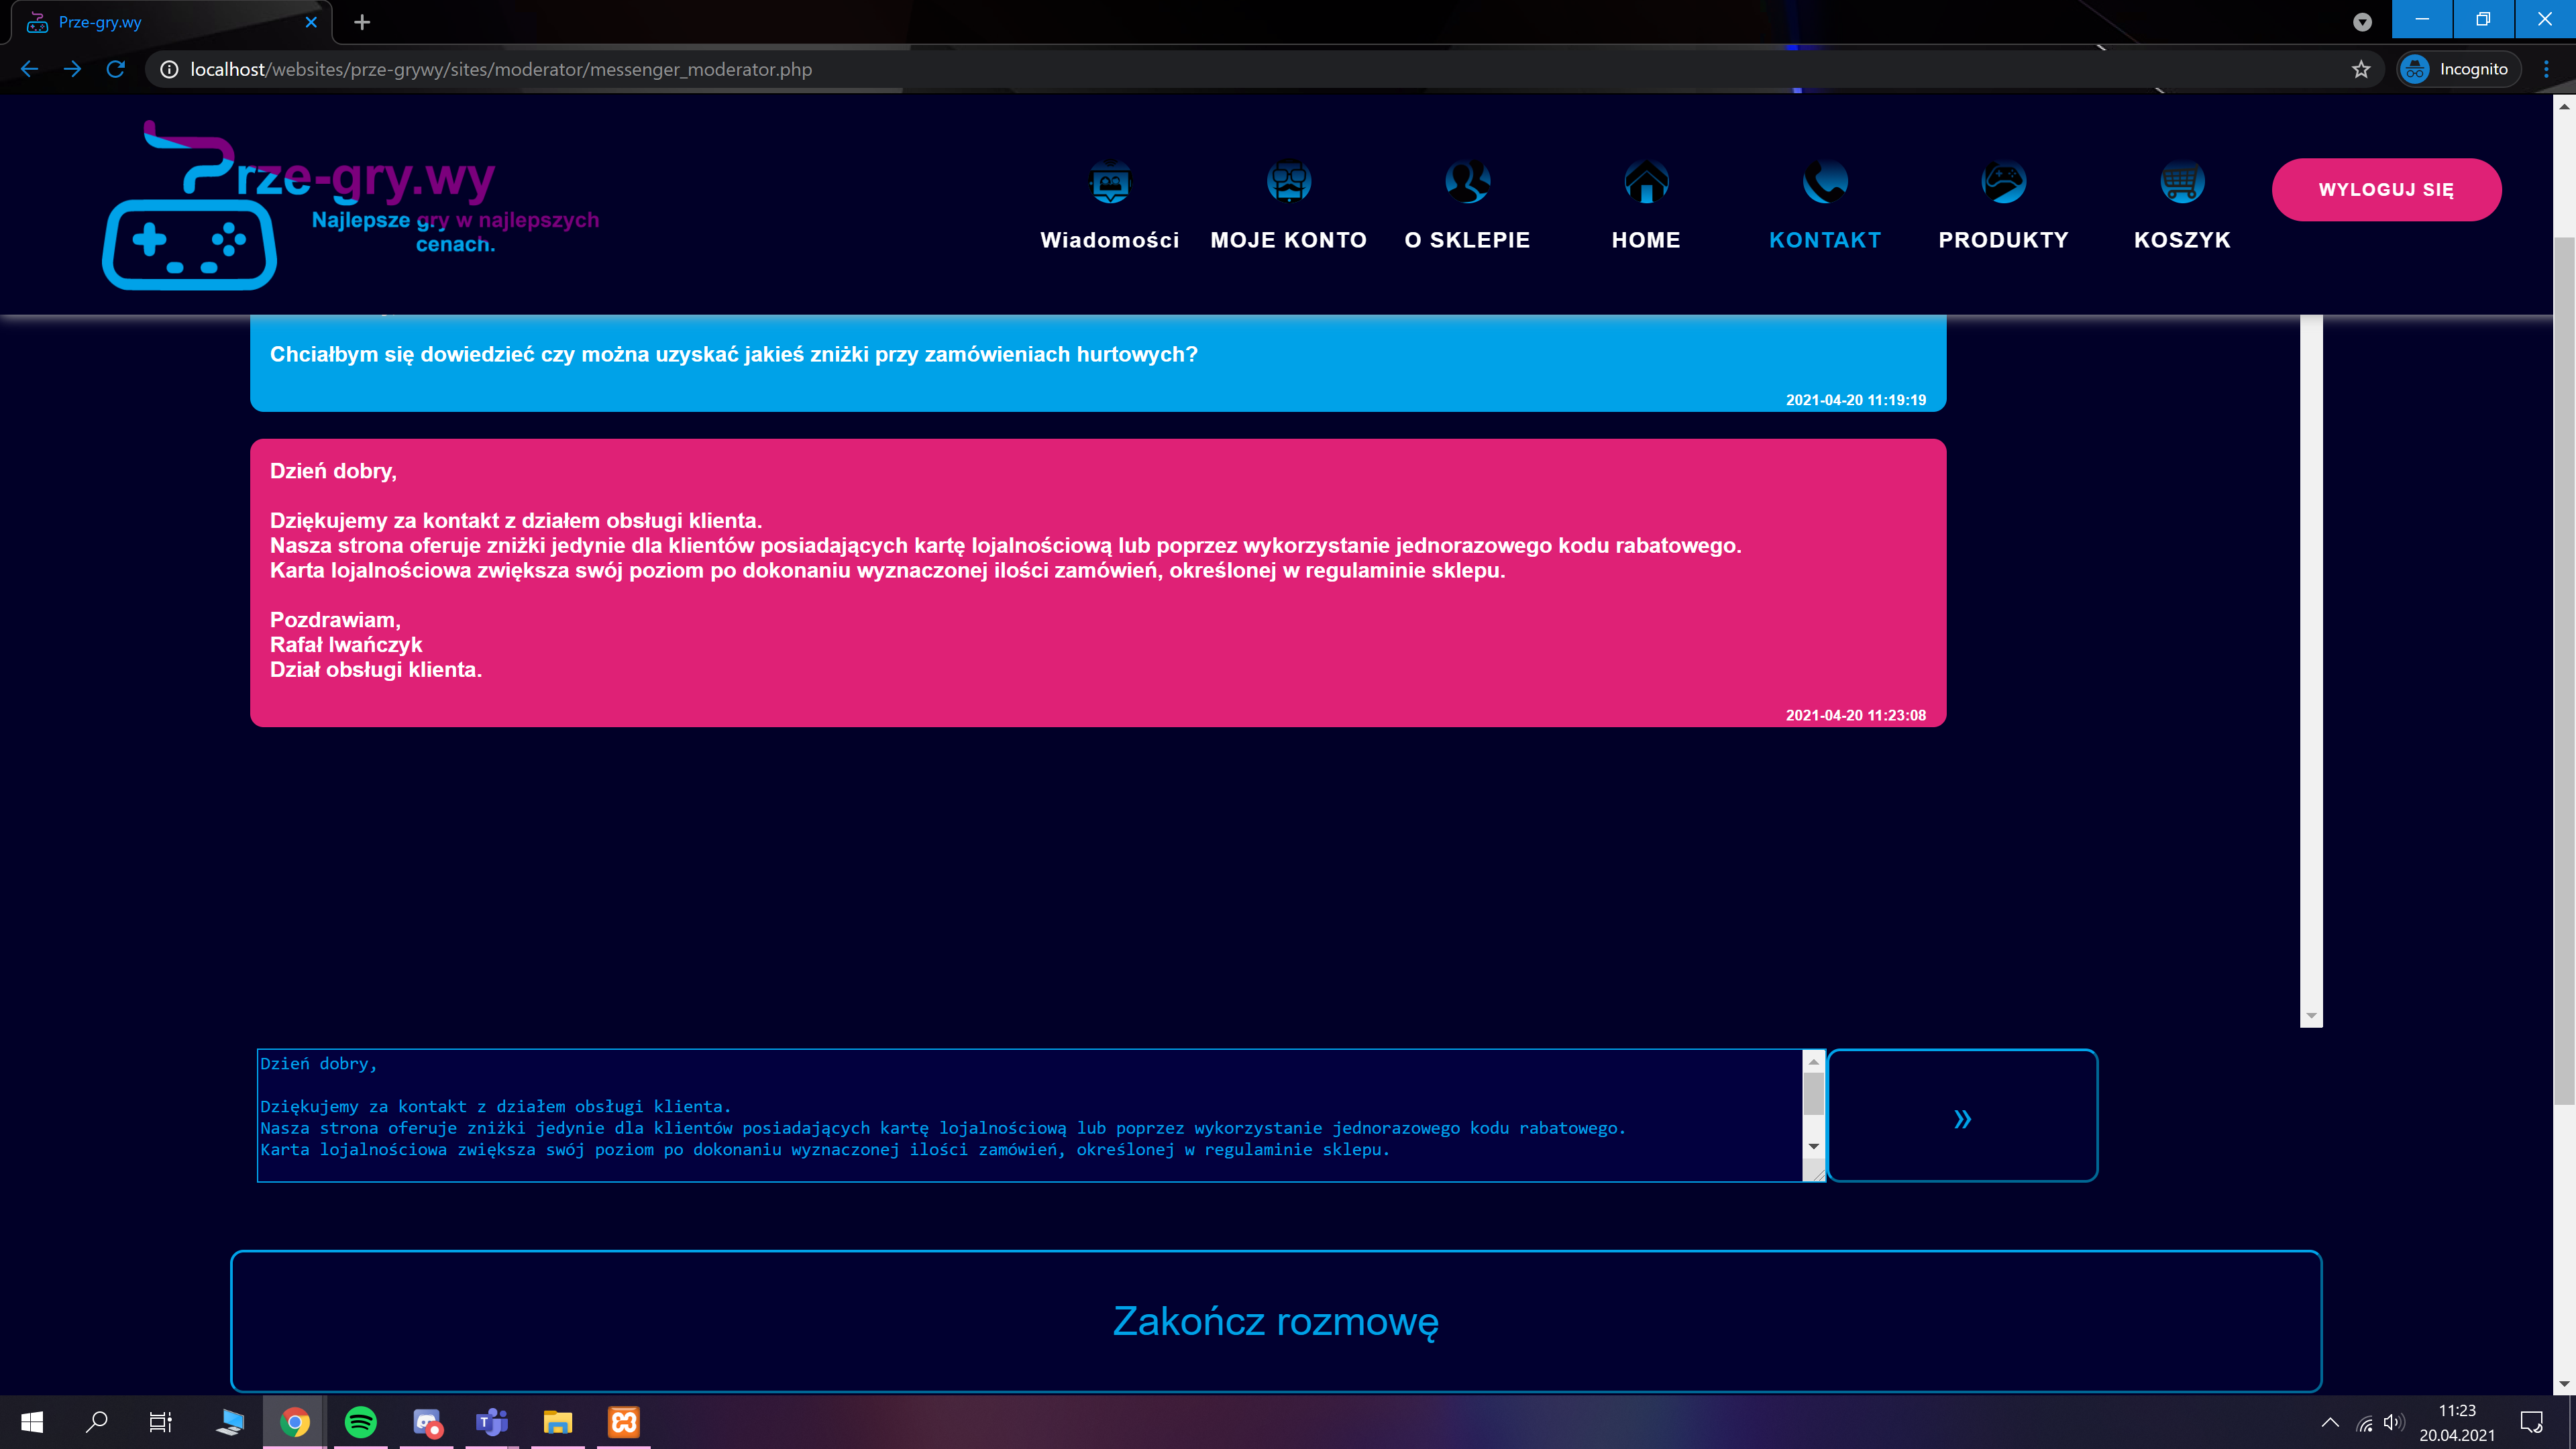 Prze-gry.wy
localhost/websites/prze-grywy/sites/moderator/messenger_moderator.php
Incognito
Prze-gry.wy
Najlepsze gry w najlepszych
cenach.
Wiadomości
MOJE KONTO
O SKLEPIE
HOME
KONTAKT
PRODUKTY
KOSZYK
WYLOGUJ SIĘ
Chciałbym się dowiedzieć czy można uzyskać jakieś zniżki przy zamówieniach hurtowych?
2021-04-20 11:19:19
Dzień dobry,
Dziękujemy za kontakt z działem obsługi klienta.
Nasza strona oferuje zniżki jedynie dla klientów posiadających kartę lojalnościową lub poprzez wykorzystanie jednorazowego kodu rabatowego.
Karta lojalnościowa zwiększa swój poziom po dokonaniu wyznaczonej ilości zamówień, określonej w regulaminie sklepu.
Pozdrawiam,
Rafał Iwańczyk
Dział obsługi klienta.
2021-04-20 11:23:08
Dzień dobry,
Dziękujemy za kontakt z działem obsługi klienta.
Nasza strona oferuje zniżki jedynie dla klientów posiadających kartę lojalnościową lub poprzez wykorzystanie jednorazowego kodu rabatowego.
Karta lojalnościowa zwiększa swój poziom po dokonaniu wyznaczonej ilości zamówień, określonej w regulaminie sklepu.
»
Zakończ rozmowę
11:23
20.04.2021